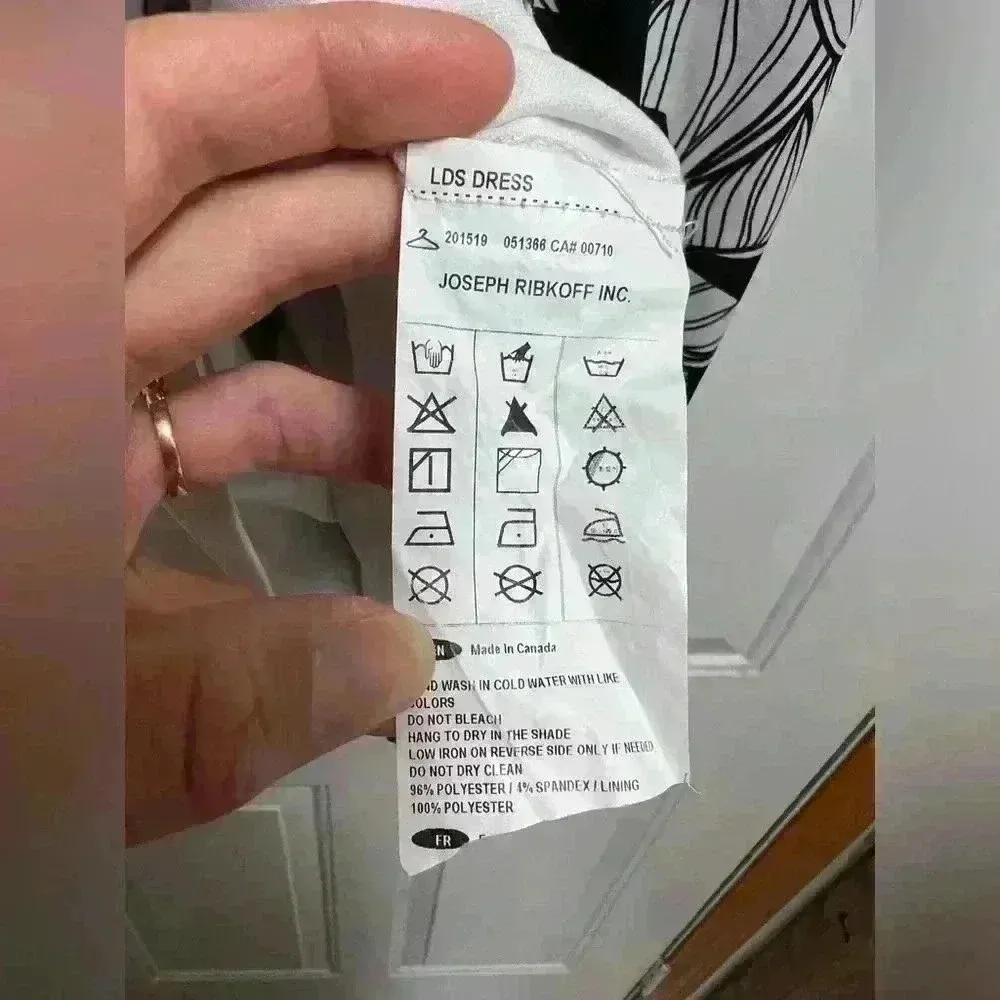 LDS DRESS
201519 051366 CA# 00710
JOSEPH RIBKOFF INC.
Made In Canada
WASH IN COLD WATER WITH LIKE
COLORS
DO NOT BLEACH
HANG TO DRY IN THE SHADE
LOW IRON ON REVERSE SIDE ONLY IF NEEDED
DO NOT DRY CLEAN
96% POLYESTER / 4% SPANDEX / LINING
100% POLYESTER
FR